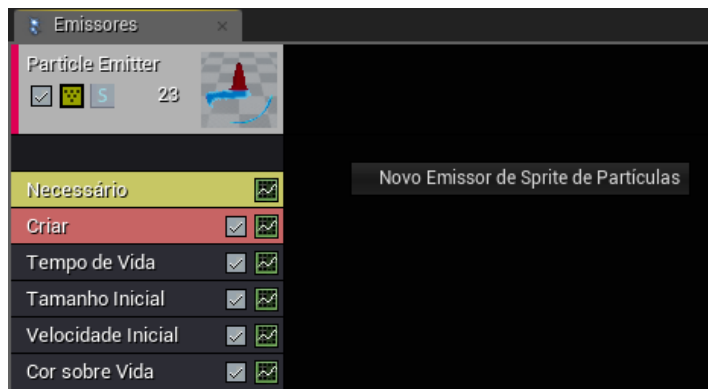 Emissores
Particle Emitter
S 23
Novo Emissor de Sprite de Partículas
Necessário
Criar
Tempo de Vida
Tamanho Inicial
Velocidade Inicial
Cor sobre Vida